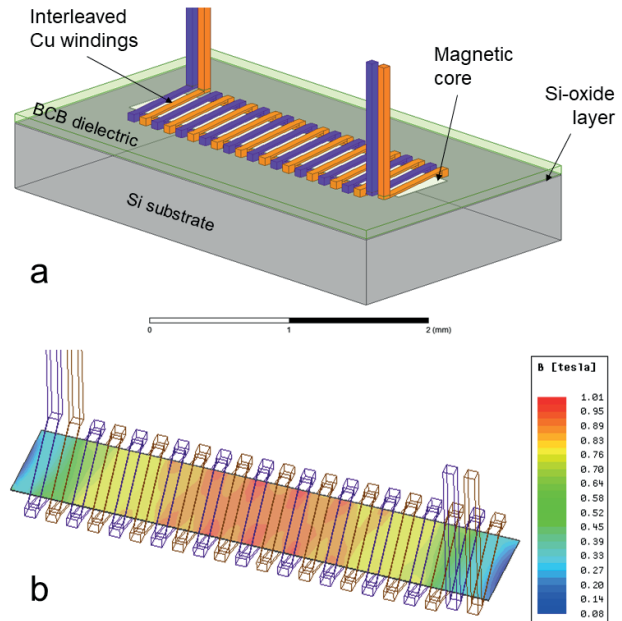 Interleaved
Cu windings
Magnetic
core
Si-oxide
layer
BCB dielectric
Si substrate
a
0
1
2 (mm)
B [tesla]
1.01
0.95
0.89
0.83
0.76
0.70
0.64
0.58
0.52
0.45
0.39
0.33
0.27
0.20
0.14
0.08
b